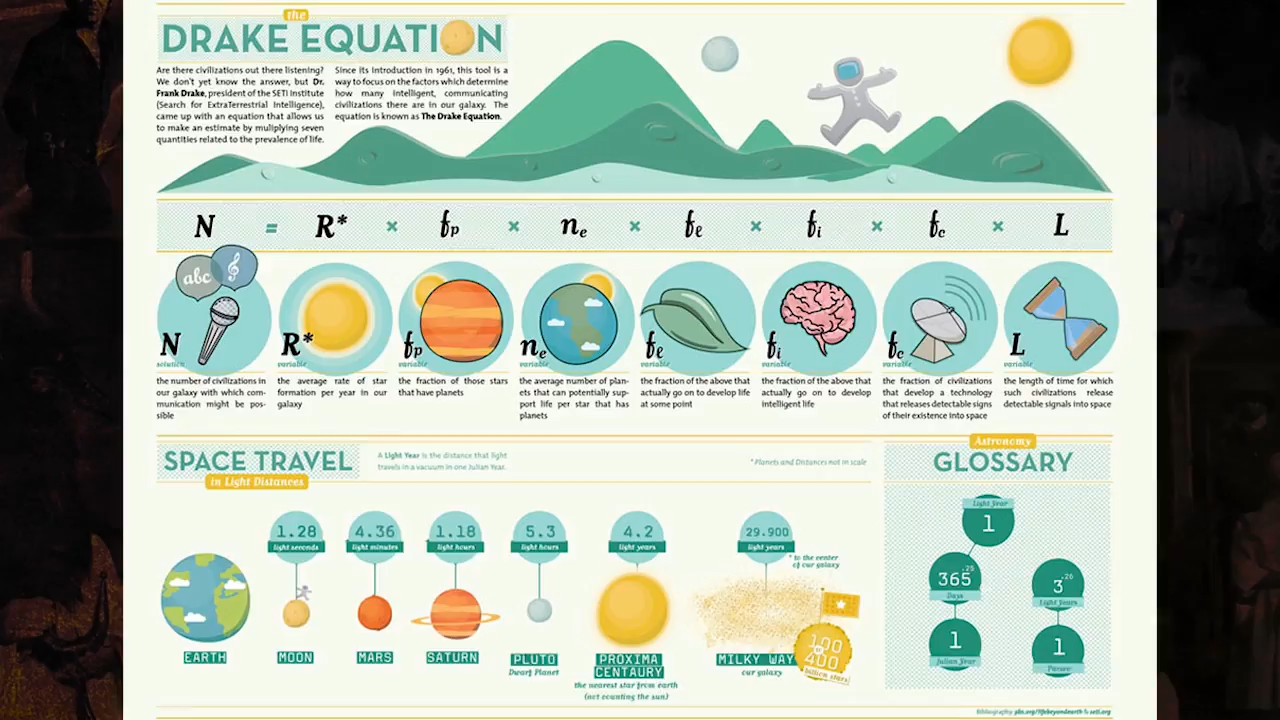 the
DRAKE EQUATION
Are there civilizations out there listening?
We don't yet know the answer, but Dr.
Frank Drake, president of the SETI Institute
(Search for ExtraTerrestrial Intelligence),
came up with an equation that allows us
to make an estimate by muliplying seven
quantities related to the prevalence of life.
Since its introduction in 1961, this tool is a
way to focus on the factors which determine
how many intelligent, communicating
civilizations there are in our galaxy. The
equation is known as The Drake Equation.
N = R* × fp × ne × fℓ × fi × fc × L
abc
N
solution
the number of civilizations in
our galaxy with which com-
munication might be pos-
sible
R*
variable
the average rate of star
formation per year in our
galaxy
fp
variable
the fraction of those stars
that have planets
ne
variable
the average number of plan-
ets that can potentially sup-
port life per star that has
planets
fℓ
variable
the fraction of the above that
actually go on to develop life
at some point
fi
variable
the fraction of the above that
actually go on to develop
intelligent life
fc
variable
the fraction of civilizations
that develop a technology
that releases detectable signs
of their existence into space
L
variable
the length of time for which
such civilizations release
detectable signals into space
SPACE TRAVEL
in Light Distances
A Light Year is the distance that light
travels in a vacuum in one Julian Year.
* Planets and Distances not in scale
1.28
light seconds
4.36
light minutes
1.18
light hours
5.3
light hours
4.2
light years
29.900
light years
* to the center
of our galaxy
100
400
billion stars!
EARTH
MOON
MARS
SATURN
PLUTO
Dwarf Planet
PROXIMA
CENTAURY
the nearest star from earth
(not counting the sun)
MILKY WAY
our galaxy
Astronomy
GLOSSARY
Light Year
1
365.25
Days
1
Julian Year
3.26
Light Years
1
Parsec
Bibliography: pbs.org/lifebeyondearth & seti.org